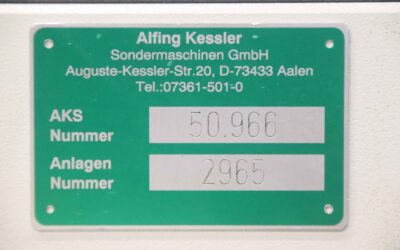 Alfing Kessler
Sondermaschinen GmbH
Auguste-Kessler-Str.20, D-73433 Aalen
Tel.:07361-501-0
AKS
Nummer 50.966
Anlagen
Nummer 2965